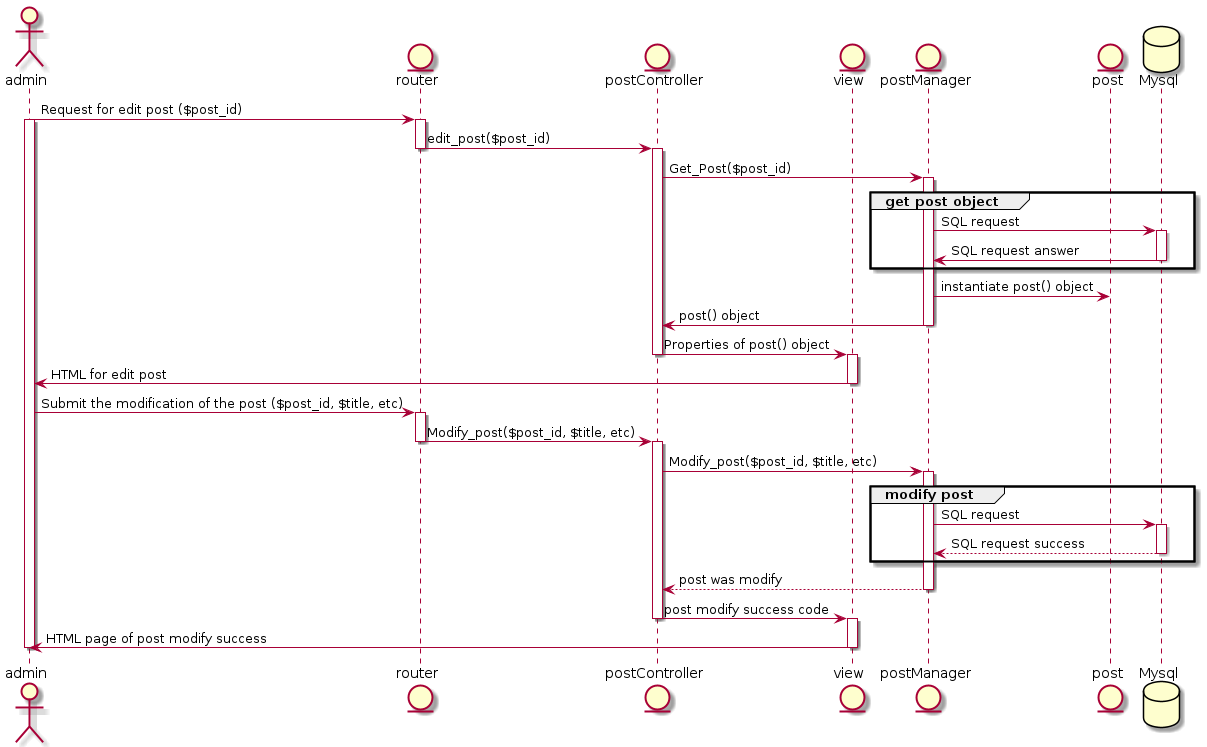 admin
router
postController
view
postManager
post
Mysql
Request for edit post ($post_id)
edit_post($post_id)
Get_Post($post_id)
get post object
SQL request
SQL request answer
instantiate post() object
post() object
Properties of post() object
HTML for edit post
Submit the modification of the post ($post_id, $title, etc)
Modify_post($post_id, $title, etc)
Modify_post($post_id, $title, etc)
modify post
SQL request
SQL request success
post was modify
post modify success code
HTML page of post modify success
admin
router
postController
view
postManager
post
Mysql